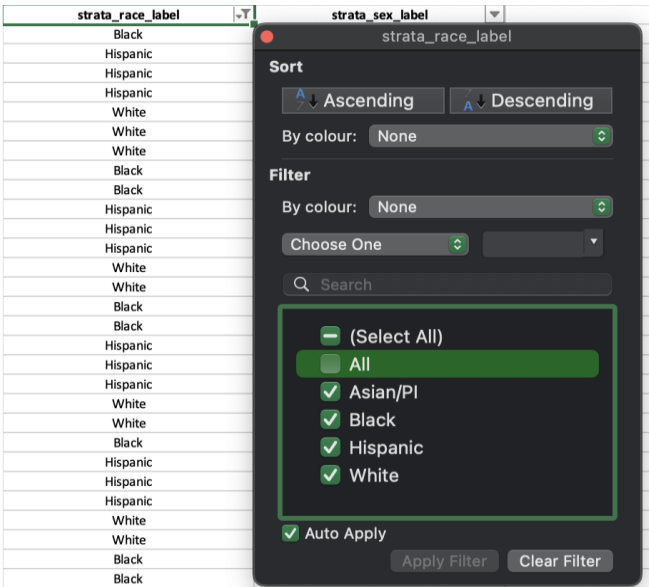 strata_race_label
strata_sex_label
Black
Hispanic
Hispanic
Hispanic
White
White
White
Black
Black
Hispanic
Hispanic
Hispanic
White
White
Black
Black
Hispanic
Hispanic
Hispanic
White
White
Black
Hispanic
Hispanic
Hispanic
White
White
Black
Black
strata_race_label
Sort
A Z Ascending
Z A Descending
By colour: None
Filter
By colour: None
Choose One
Search
(Select All)
All
Asian/PI
Black
Hispanic
White
Auto Apply
Apply Filter Clear Filter